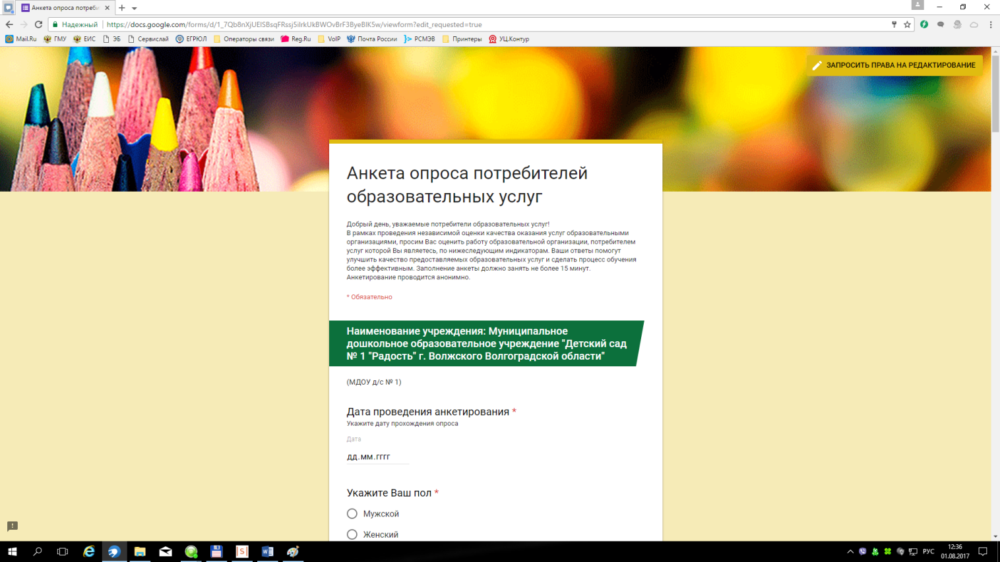 Анкета опроса потреби
Надежный
https://docs.google.com/forms/d/1_7Qb8nXjUEISBsqFRssj5iIrkUkBWOvBrF3ByeBlK5w/viewform?edit_requested=true
Mail.Ru ГМУ ЕИС ЭБ Сервислай ЕГРЮЛ Операторы связи Reg.Ru VoIP Почта России РСМЭВ Принтеры УЦ.Контур
ЗАПРОСИТЬ ПРАВА НА РЕДАКТИРОВАНИЕ
Анкета опроса потребителей
образовательных услуг
Добрый день, уважаемые потребители образовательных услуг!
В рамках проведения независимой оценки качества оказания услуг образовательными
организациями, просим Вас оценить работу образовательной организации, потребителем
услуг которой Вы являетесь, по нижеследующим индикаторам. Ваши ответы помогут
улучшить качество предоставляемых образовательных услуг и сделать процесс обучения
более эффективным. Заполнение анкеты должно занять не более 15 минут.
Анкетирование проводится анонимно.
* Обязательно
Наименование учреждения: Муниципальное
дошкольное образовательное учреждение "Детский сад
№ 1 "Радость" г. Волжского Волгоградской области"
(МДОУ д/с № 1)
Дата проведения анкетирования *
Укажите дату прохождения опроса
Дата
дд.мм.гггг
Укажите Ваш пол *
Мужской
Женский
РУС
12:36
01.08.2017